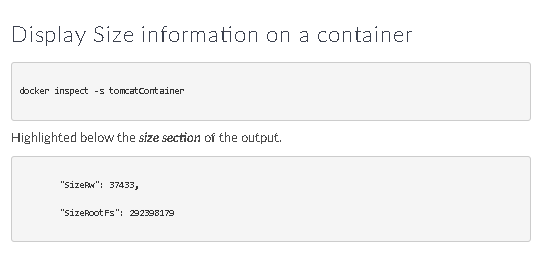 Display Size information on a container
docker inspect -s tomcatContainer
Highlighted below the size section of the output.
"SizeRw": 37433,
"SizeRootFs": 292398179